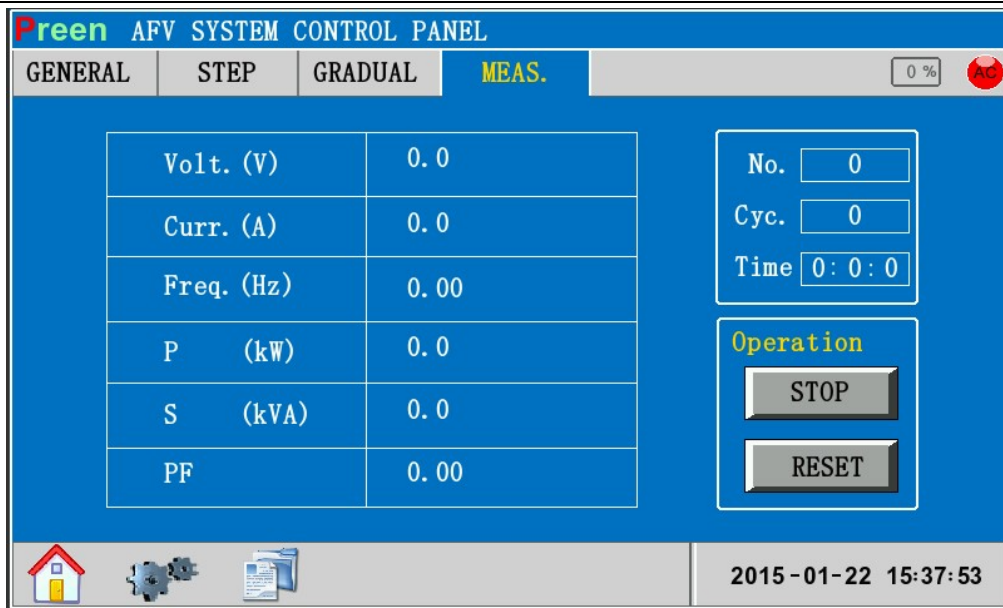 Preen AFV SYSTEM CONTROL PANEL
GENERAL STEP GRADUAL MEAS. 0 % AC
Volt. (V) 0.0
Curr. (A) 0.0
Freq. (Hz) 0.00
P (kW) 0.0
S (kVA) 0.0
PF 0.00
No. 0
Cyc. 0
Time 0: 0: 0
Operation
STOP
RESET
2015-01-22 15:37:53